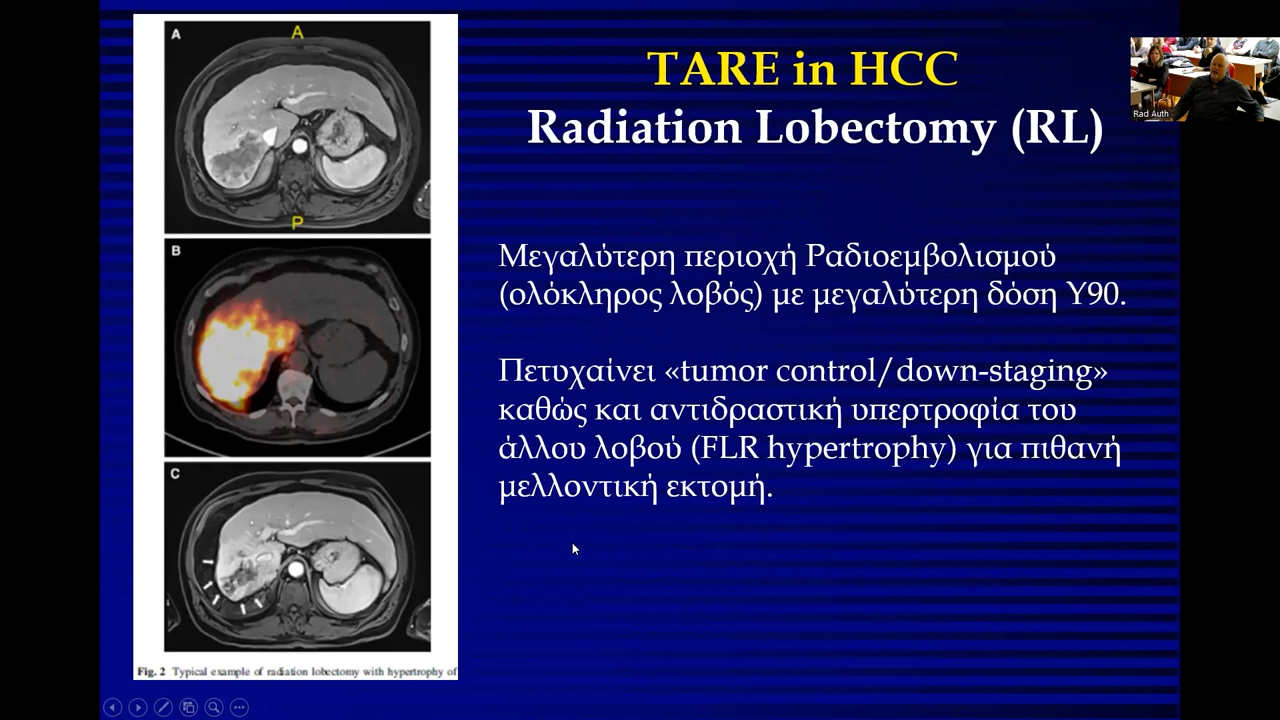 A
A
P
B
C
Fig. 2 Typical example of radiation lobectomy with hypertrophy of
TARE in HCC
Radiation Lobectomy (RL)
Μεγαλύτερη περιοχή Ραδιοεμβολισμού
(ολόκληρος λοβός) με μεγαλύτερη δόση Υ90.
Πετυχαίνει «tumor control/down-staging»
καθώς και αντιδραστική υπερτροφία του
άλλου λοβού (FLR hypertrophy) για πιθανή
μελλοντική εκτομή.
Rad Auth